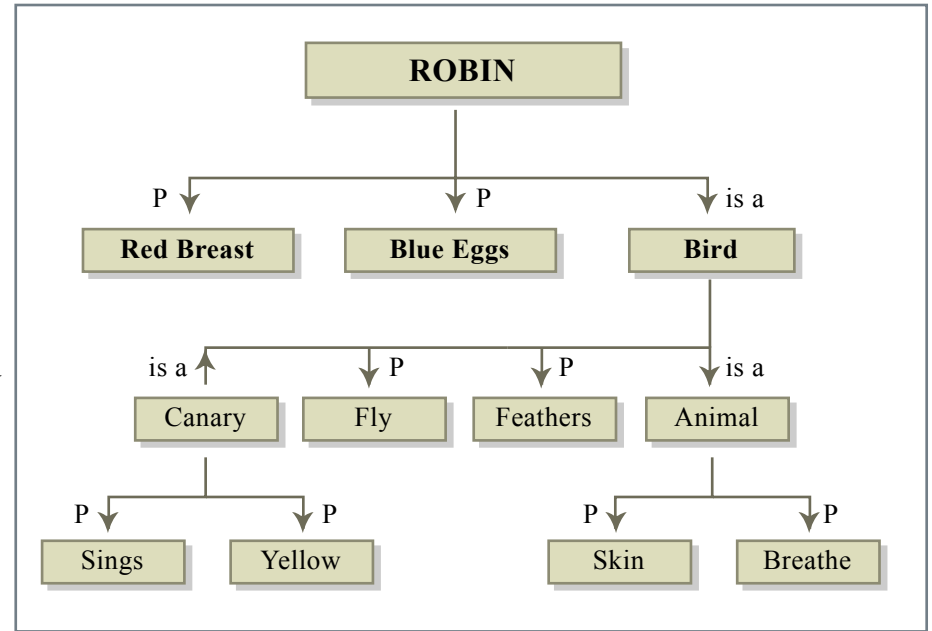 ROBIN
P
P
is a
Red Breast
Blue Eggs
Bird
is a
P
P
is a
Canary
Fly
Feathers
Animal
P
P
P
P
Sings
Yellow
Skin
Breathe